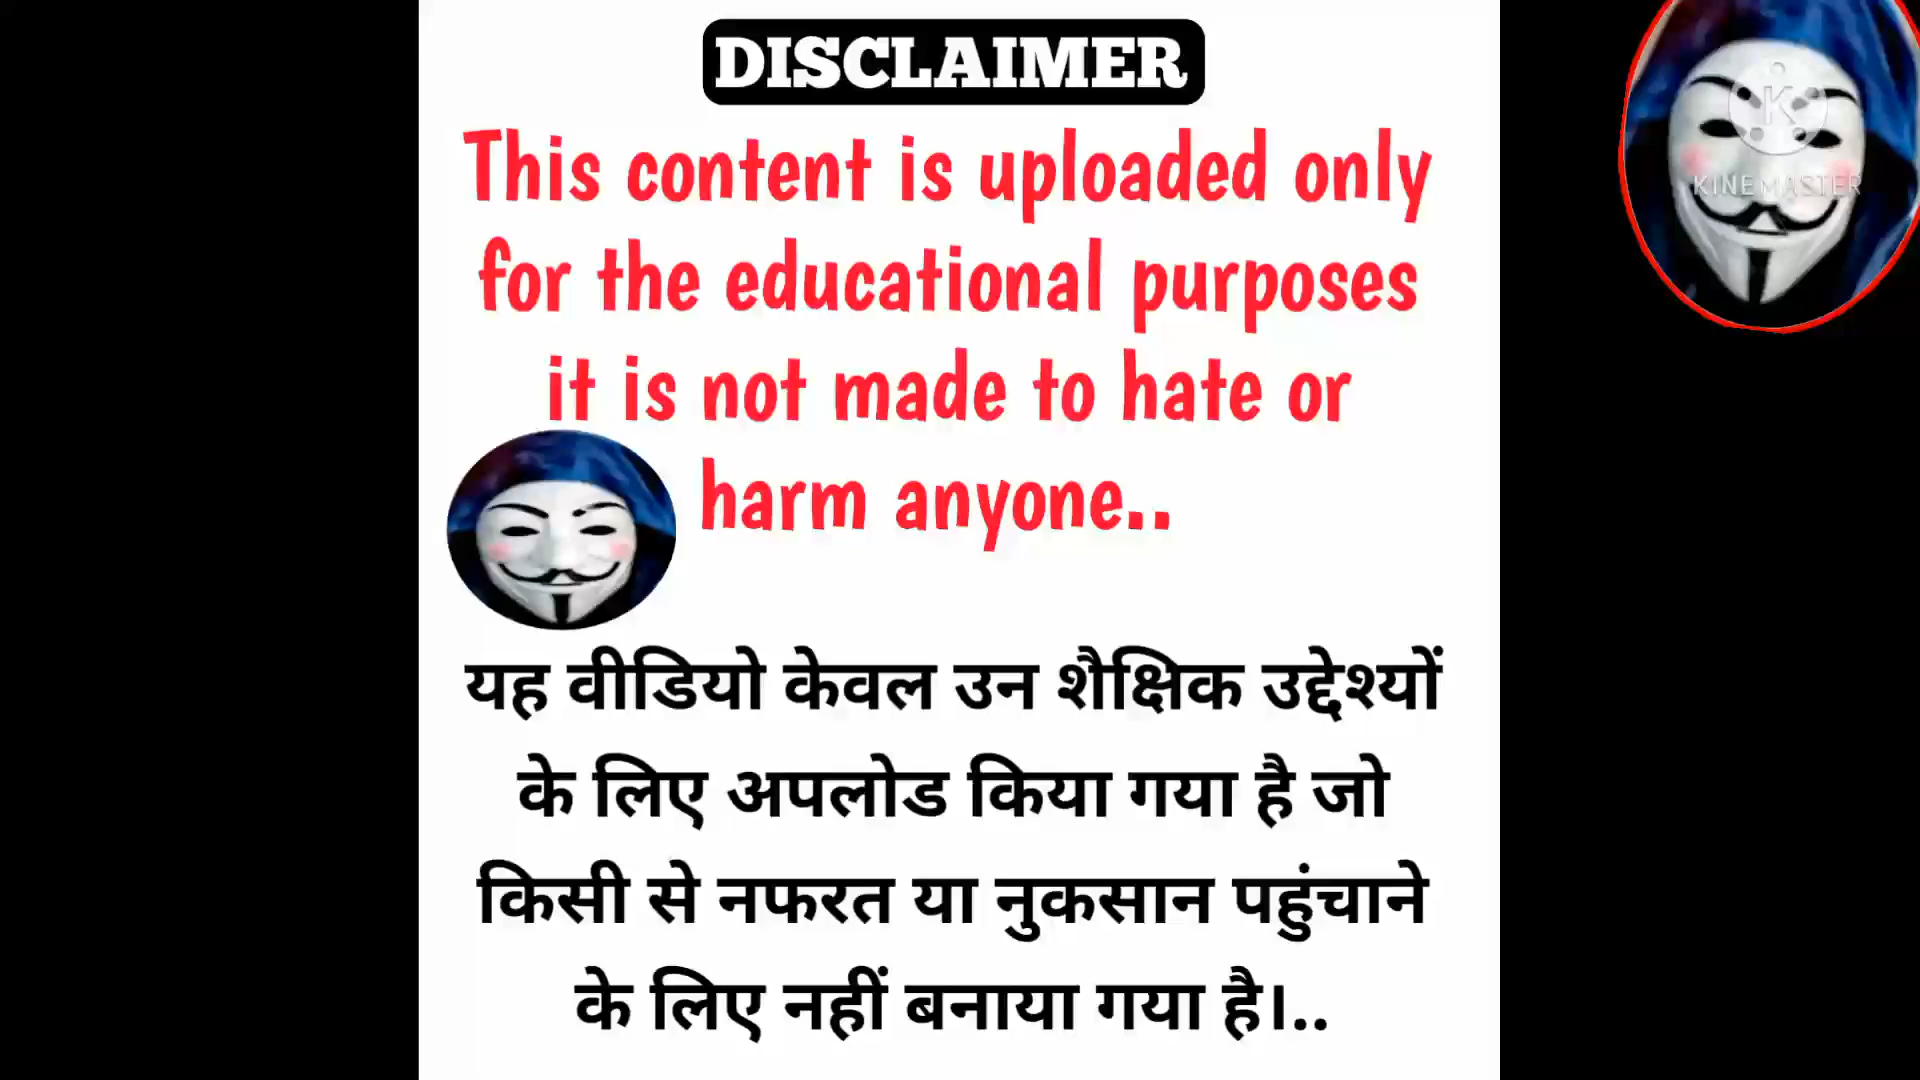 DISCLAIMER
This content is uploaded only
for the educational purposes
it is not made to hate or
harm anyone..
यह वीडियो केवल उन शैक्षिक उद्देश्यों
के लिए अपलोड किया गया है जो
किसी से नफरत या नुकसान पहुंचाने
के लिए नहीं बनाया गया है।..
K
KINEMASTER